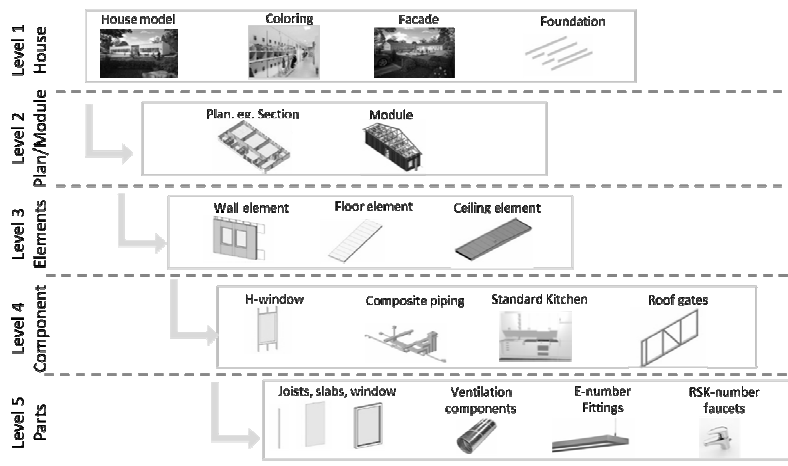 Level 1
House
House model
Coloring
Facade
Foundation
Level 2
Plan/Module
Plan. eg. Section
Module
Level 3
Elements
Wall element
Floor element
Ceiling element
Level 4
Component
H-window
Composite piping
Standard Kitchen
Roof gates
Level 5
Parts
Joists, slabs, window
Ventilation
components
E-number
Fittings
RSK-number
faucets